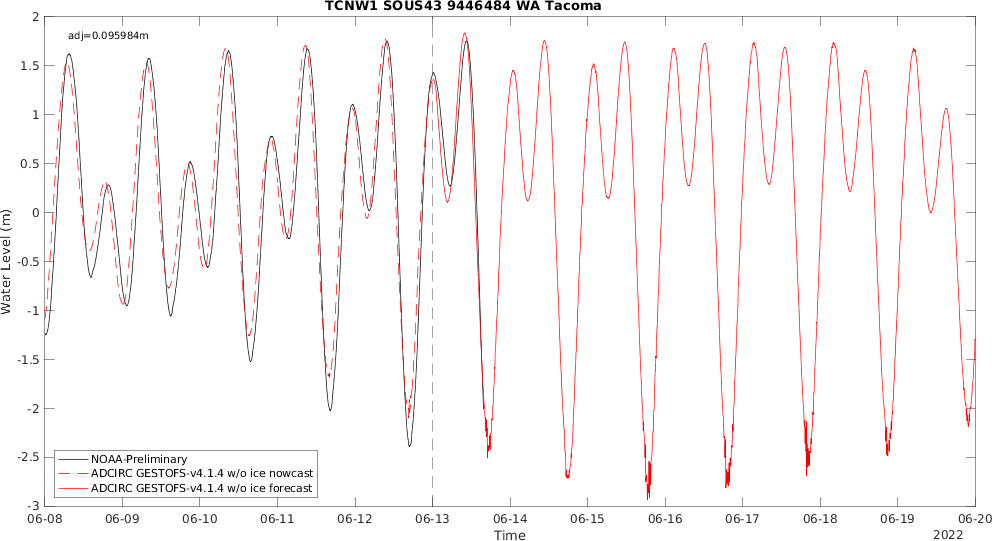 TCNW1 SOUS43 9446484 WA Tacoma
adj=0.095984m
2
1.5
1
0.5
0
-0.5
-1
-1.5
-2
-2.5
-3
Water Level (m)
NOAA-Preliminary
ADCIRC GESTOFS-v4.1.4 w/o ice nowcast
ADCIRC GESTOFS-v4.1.4 w/o ice forecast
06-08 06-09 06-10 06-11 06-12 06-13 06-14 06-15 06-16 06-17 06-18 06-19 06-20
Time
2022